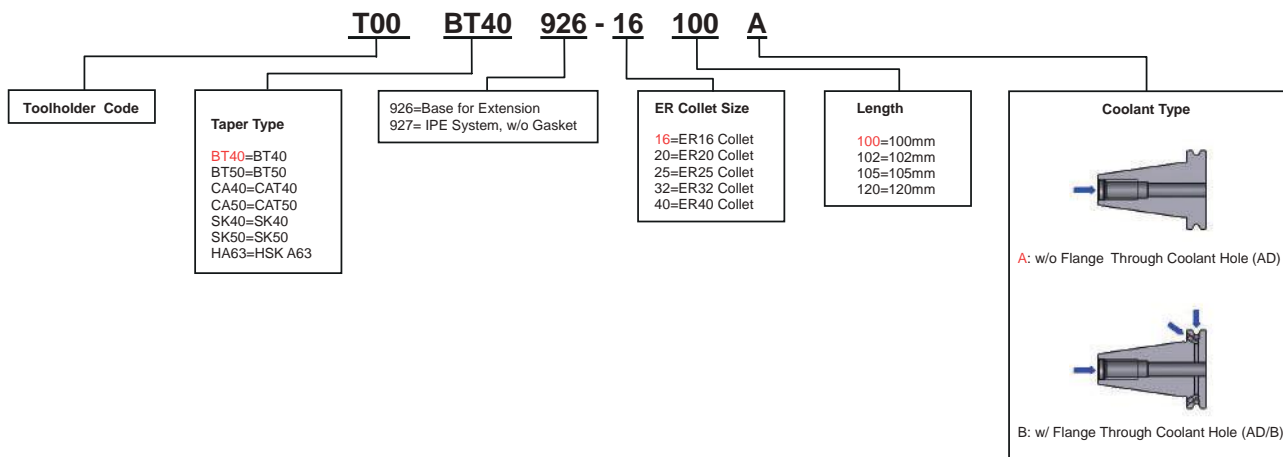 T00 BT40 926 - 16 100 A
Toolholder Code
Taper Type
BT40=BT40
BT50=BT50
CA40=CAT40
CA50=CAT50
SK40=SK40
SK50=SK50
HA63=HSK A63
926=Base for Extension
927= IPE System, w/o Gasket
ER Collet Size
16=ER16 Collet
20=ER20 Collet
25=ER25 Collet
32=ER32 Collet
40=ER40 Collet
Length
100=100mm
102=102mm
105=105mm
120=120mm
Coolant Type
A: w/o Flange Through Coolant Hole (AD)
B: w/ Flange Through Coolant Hole (AD/B)